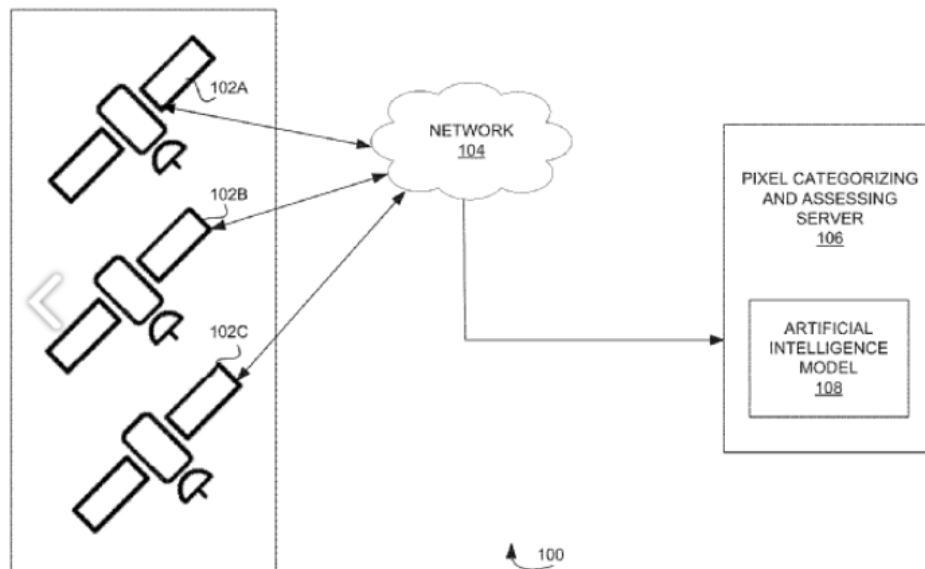 102A
NETWORK
104
102B
PIXEL CATEGORIZING
AND ASSESSING
SERVER
106
102C
ARTIFICIAL
INTELLIGENCE
MODEL
108
100